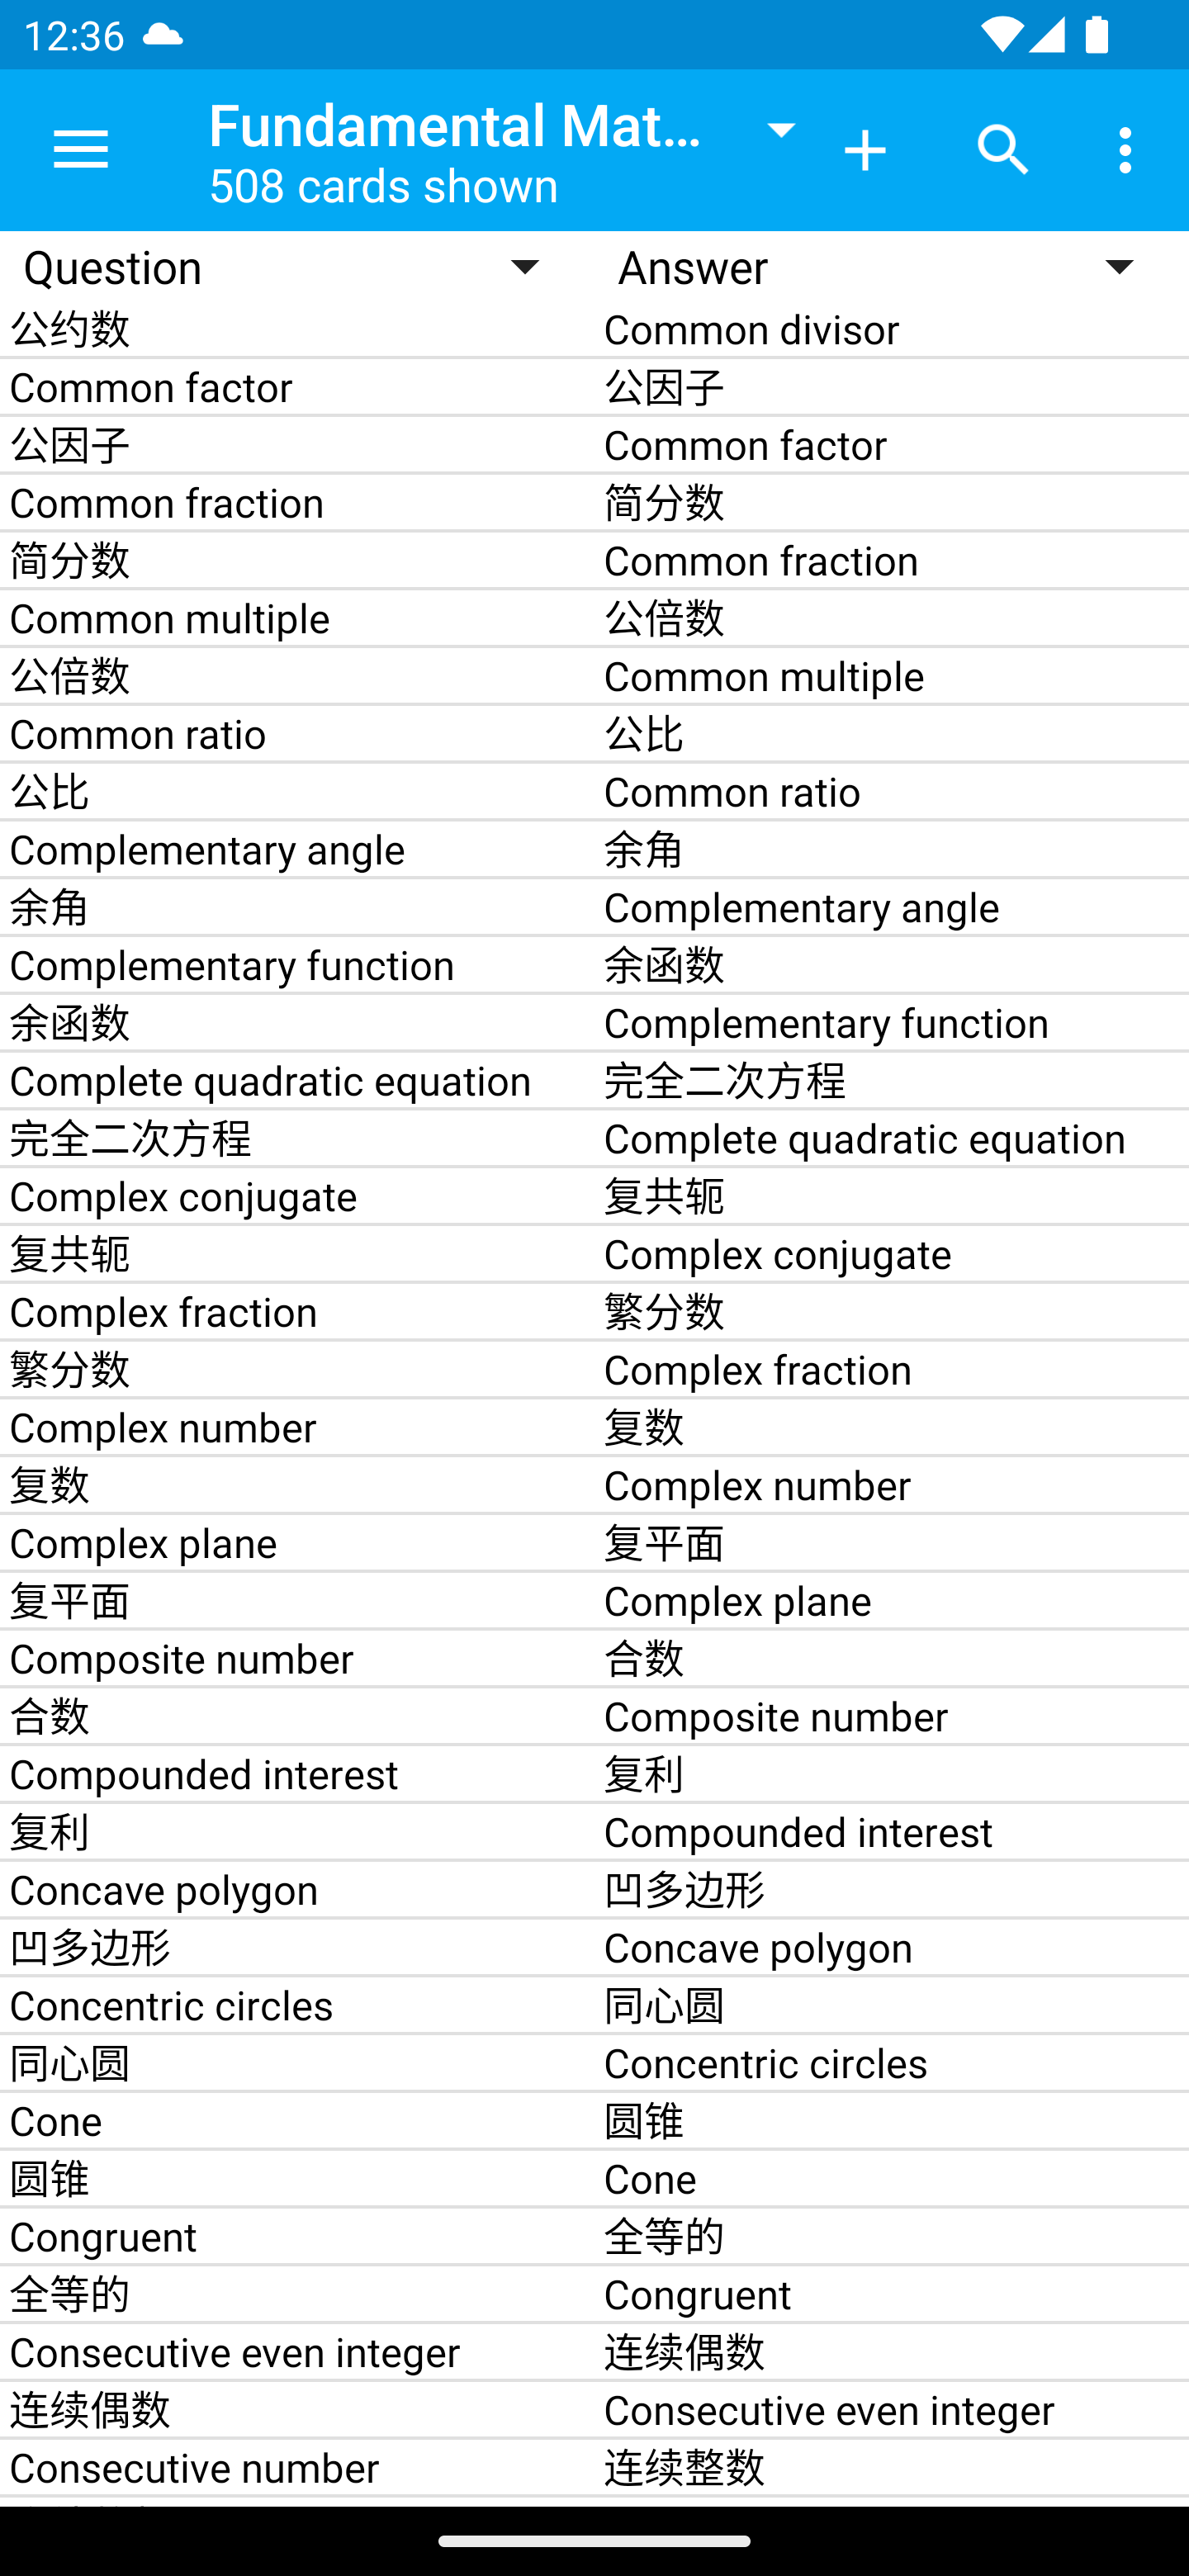 12:36
Fundamental Mat...
508 cards shown
Question Answer
公约数 Common divisor
Common factor 公因子
公因子 Common factor
Common fraction 简分数
简分数 Common fraction
Common multiple 公倍数
公倍数 Common multiple
Common ratio 公比
公比 Common ratio
Complementary angle 余角
余角 Complementary angle
Complementary function 余函数
余函数 Complementary function
Complete quadratic equation 完全二次方程
完全二次方程 Complete quadratic equation
Complex conjugate 复共轭
复共轭 Complex conjugate
Complex fraction 繁分数
繁分数 Complex fraction
Complex number 复数
复数 Complex number
Complex plane 复平面
复平面 Complex plane
Composite number 合数
合数 Composite number
Compounded interest 复利
复利 Compounded interest
Concave polygon 凹多边形
凹多边形 Concave polygon
Concentric circles 同心圆
同心圆 Concentric circles
Cone 圆锥
圆锥 Cone
Congruent 全等的
全等的 Congruent
Consecutive even integer 连续偶数
连续偶数 Consecutive even integer
Consecutive number 连续整数